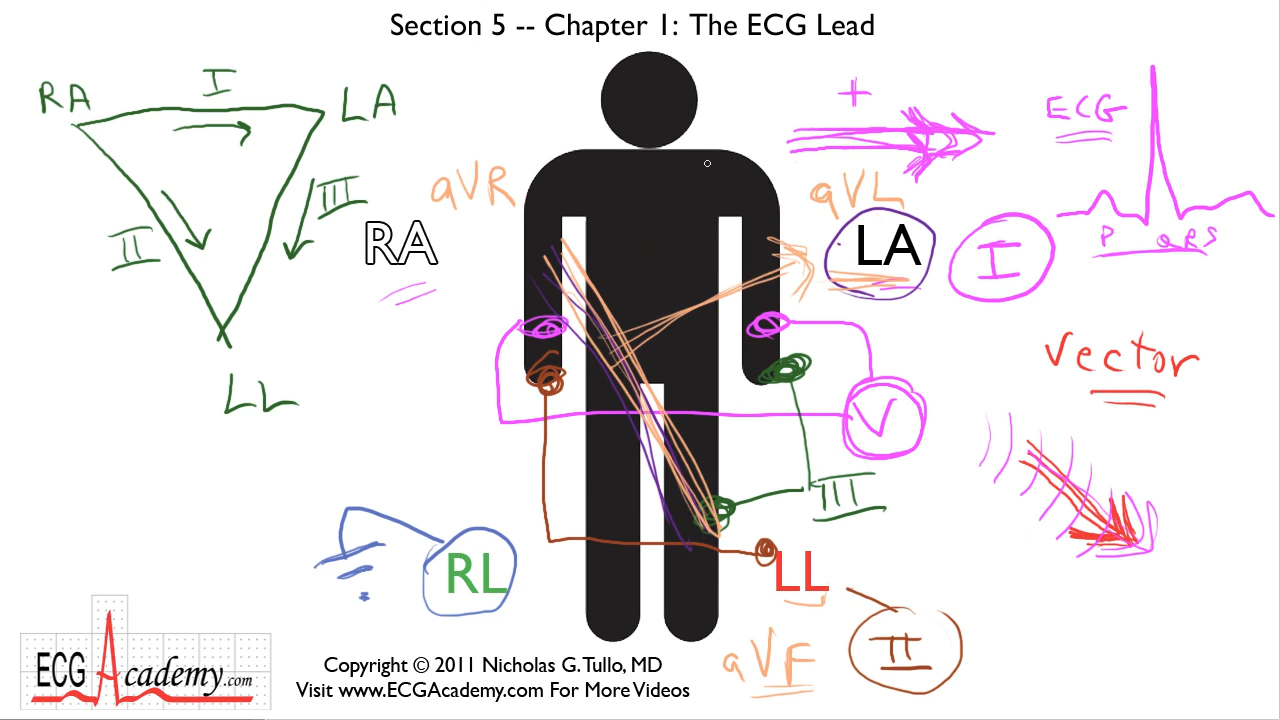 Section 5 -- Chapter 1: The ECG Lead
I
RA
LA
+
ECG
III
aVR
aVL
II
RA
LA
I
P QRS
vector
V
III
RL
LL
aVF
II
LL
ECG Academy.com
Copyright © 2011 Nicholas G. Tullo, MD
Visit www.ECGAcademy.com For More Videos